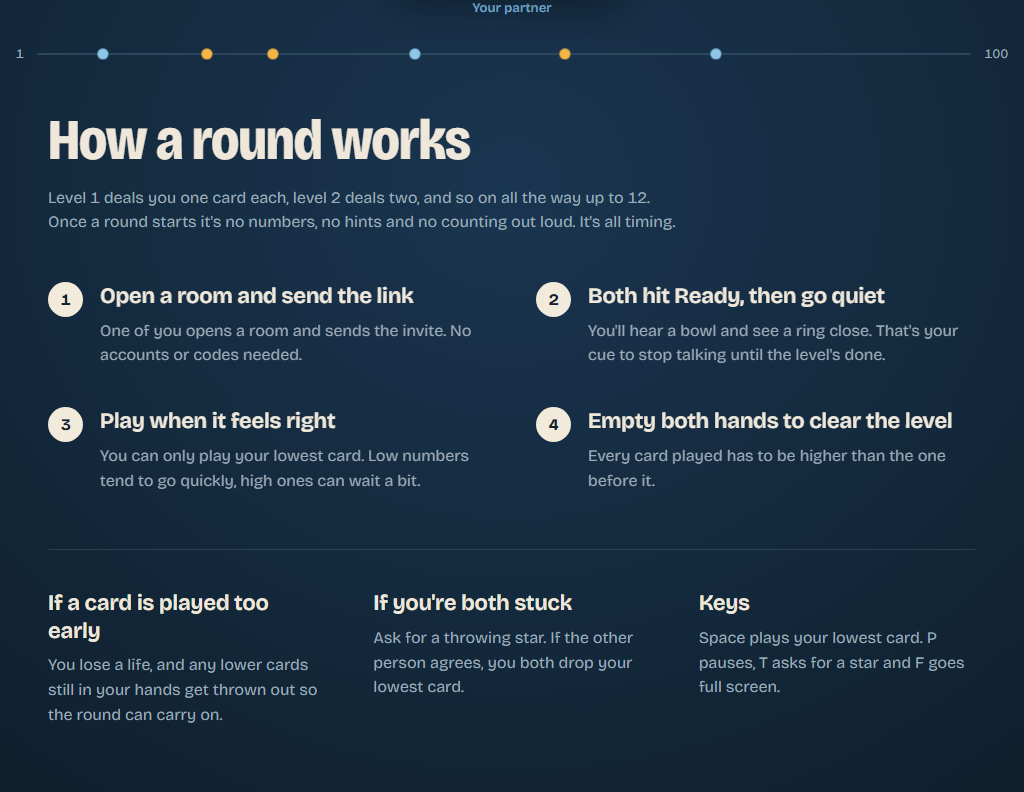 Your partner
1
100
How a round works
Level 1 deals you one card each, level 2 deals two, and so on all the way up to 12.
Once a round starts it's no numbers, no hints and no counting out loud. It's all timing.
1
Open a room and send the link
One of you opens a room and sends the invite. No
accounts or codes needed.
2
Both hit Ready, then go quiet
You'll hear a bowl and see a ring close. That's your
cue to stop talking until the level's done.
3
Play when it feels right
You can only play your lowest card. Low numbers
tend to go quickly, high ones can wait a bit.
4
Empty both hands to clear the level
Every card played has to be higher than the one
before it.
If a card is played too
early
You lose a life, and any lower cards
still in your hands get thrown out so
the round can carry on.
If you're both stuck
Ask for a throwing star. If the other
person agrees, you both drop your
lowest card.
Keys
Space plays your lowest card. P
pauses, T asks for a star and F goes
full screen.